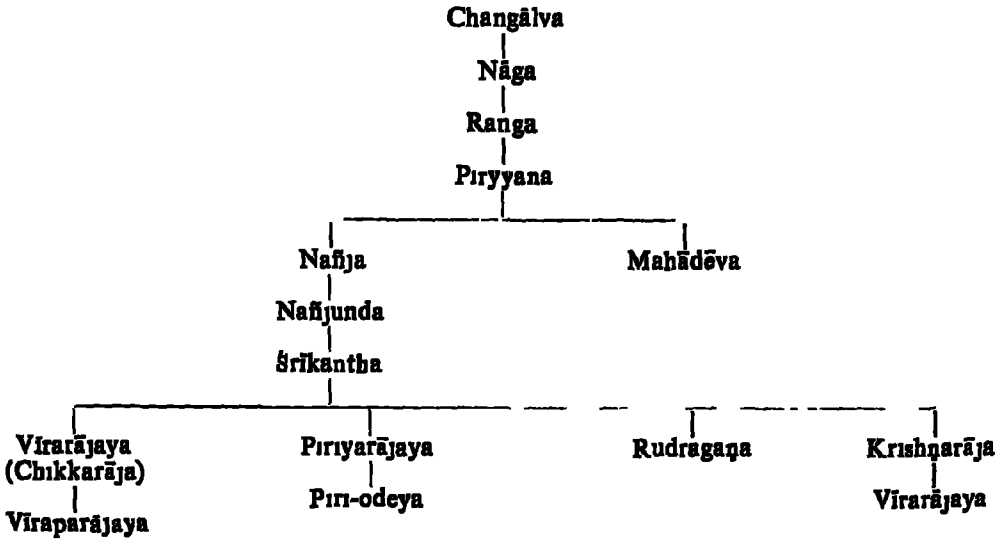 Changālva
Nāga
Ranga
Piryyana
Nañja Mahādēva
Nañjunda
Śrīkantha
Vīrarājaya Piriyarājaya Rudragaṇa Krishṇarāja
(Chikkarāja) Piri-odeya Vīrarājaya
Vīraparājaya